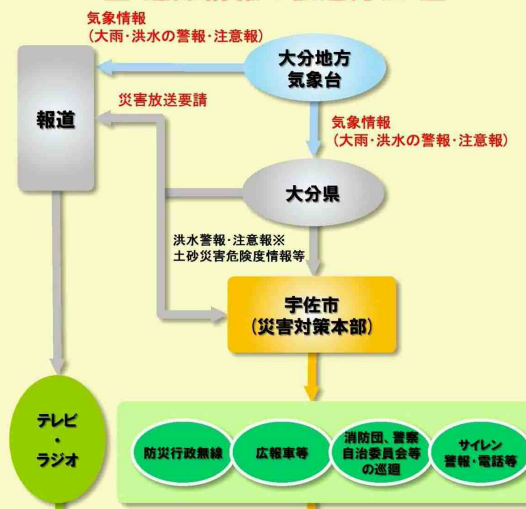 気象情報
(大雨・洪水の警報・注意報)
大分地方
気象台
災害放送要請
報道
気象情報
(大雨・洪水の警報・注意報)
大分県
洪水警報・注意報※
土砂災害危険度情報等
宇佐市
(災害対策本部)
テレビ
・
ラジオ
防災行政無線
広報車等
消防団、警察
自治委員会等
の巡廻
サイレン
警報・電話等